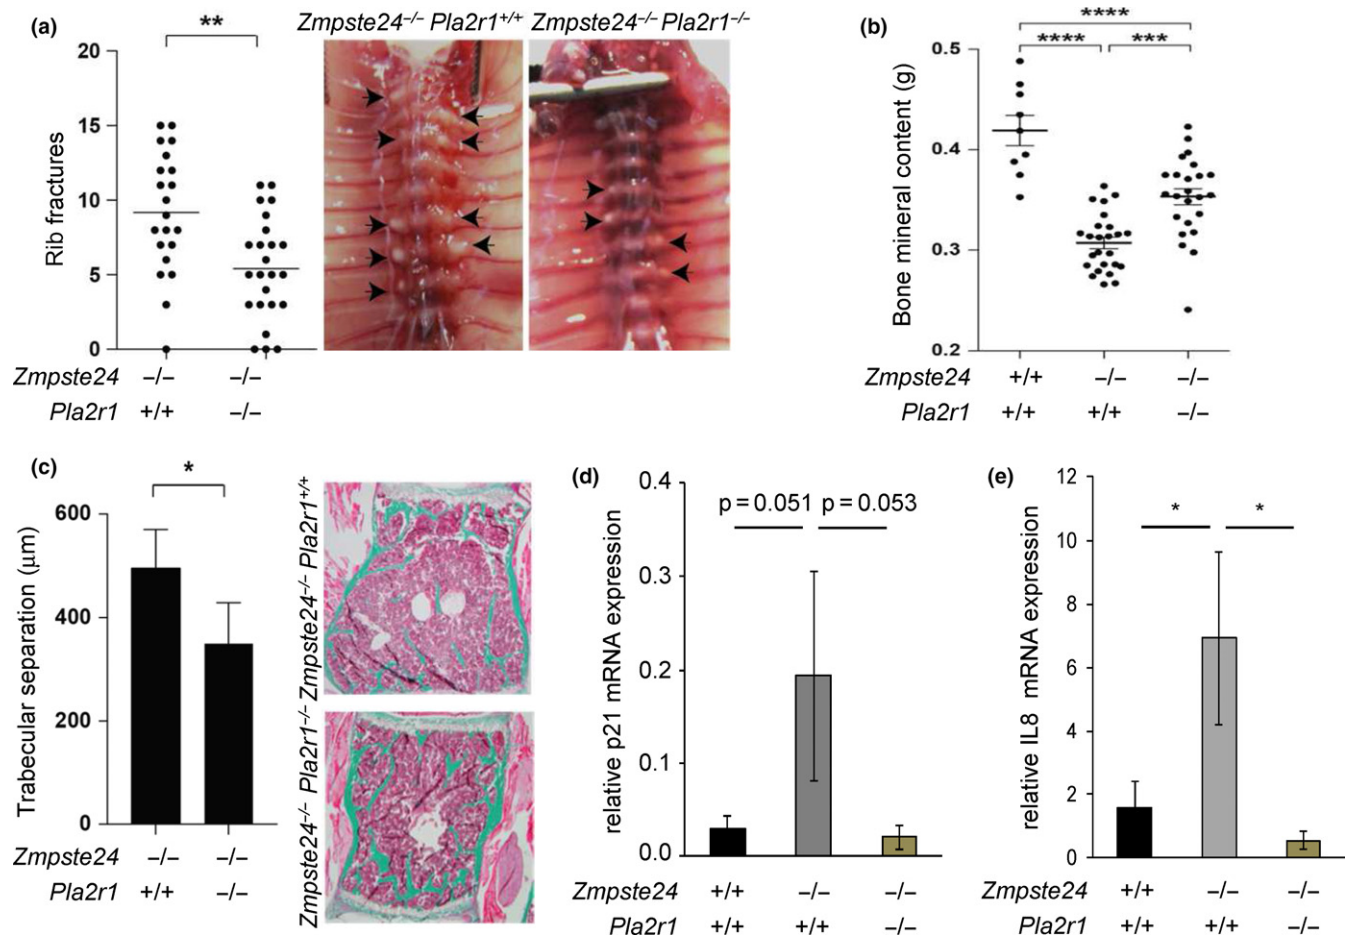 (a)
**
Zmpste24–/– Pla2r1+/+
Zmpste24–/– Pla2r1–/–
20
15
10
5
0
Rib fractures
Zmpste24 –/– –/–
Pla2r1 +/+ –/–
(b)
****
**** ***
0.5
0.4
0.3
0.2
Bone mineral content (g)
Zmpste24 +/+ –/– –/–
Pla2r1 +/+ +/+ –/–
(c)
*
600
400
200
0
Trabecular separation (μm)
Zmpste24 –/– –/–
Pla2r1 +/+ –/–
Zmpste24–/– Pla2r1+/+
Zmpste24–/– Pla2r1–/–
(d)
0.4
0.3
0.2
0.1
0.0
p = 0.051 p = 0.053
relative p21 mRNA expression
Zmpste24 +/+ –/– –/–
Pla2r1 +/+ +/+ –/–
(e)
12
10
8
6
4
2
0
* *
relative IL8 mRNA expression
Zmpste24 +/+ –/– –/–
Pla2r1 +/+ +/+ –/–